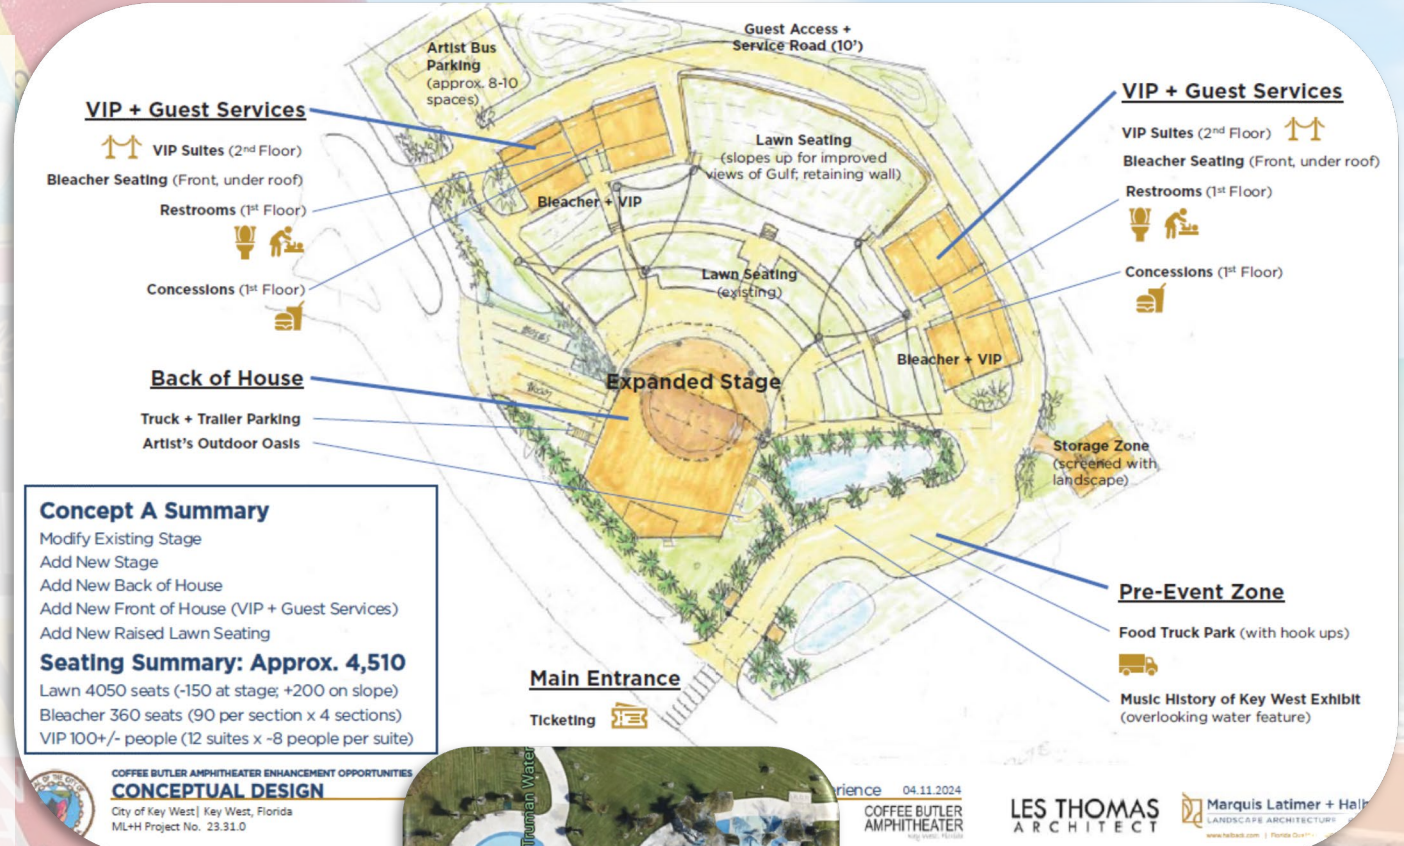 Artist Bus
Parking
(approx. 8-10
spaces)
Guest Access +
Service Road (10')
VIP + Guest Services
VIP Suites (2nd Floor)
Bleacher Seating (Front, under roof)
Restrooms (1st Floor)
Concessions (1st Floor)
VIP + Guest Services
VIP Suites (2nd Floor)
Bleacher Seating (Front, under roof)
Restrooms (1st Floor)
Concessions (1st Floor)
Lawn Seating
(slopes up for improved
views of Gulf; retaining wall)
Bleacher + VIP
Lawn Seating
(existing)
Bleacher + VIP
Expanded Stage
Back of House
Truck + Trailer Parking
Artist's Outdoor Oasis
Storage Zone
(screened with
landscape)
Concept A Summary
Modify Existing Stage
Add New Stage
Add New Back of House
Add New Front of House (VIP + Guest Services)
Add New Raised Lawn Seating
Seating Summary: Approx. 4,510
Lawn 4050 seats (-150 at stage; +200 on slope)
Bleacher 360 seats (90 per section x 4 sections)
VIP 100+/- people (12 suites x ~8 people per suite)
Pre-Event Zone
Food Truck Park (with hook ups)
Music History of Key West Exhibit
(overlooking water feature)
Main Entrance
Ticketing
COFFEE BUTLER AMPHITHEATER ENHANCEMENT OPPORTUNITIES
CONCEPTUAL DESIGN
City of Key West| Key West, Florida
ML+H Project No. 23.31.0
Truman Water
erience 04.11.2024
COFFEE BUTLER
AMPHITHEATER
Key West, Florida
LES THOMAS
ARCHITECT
Marquis Latimer + Halb
LANDSCAPE ARCHITECTURE
www.halback.com | Florida